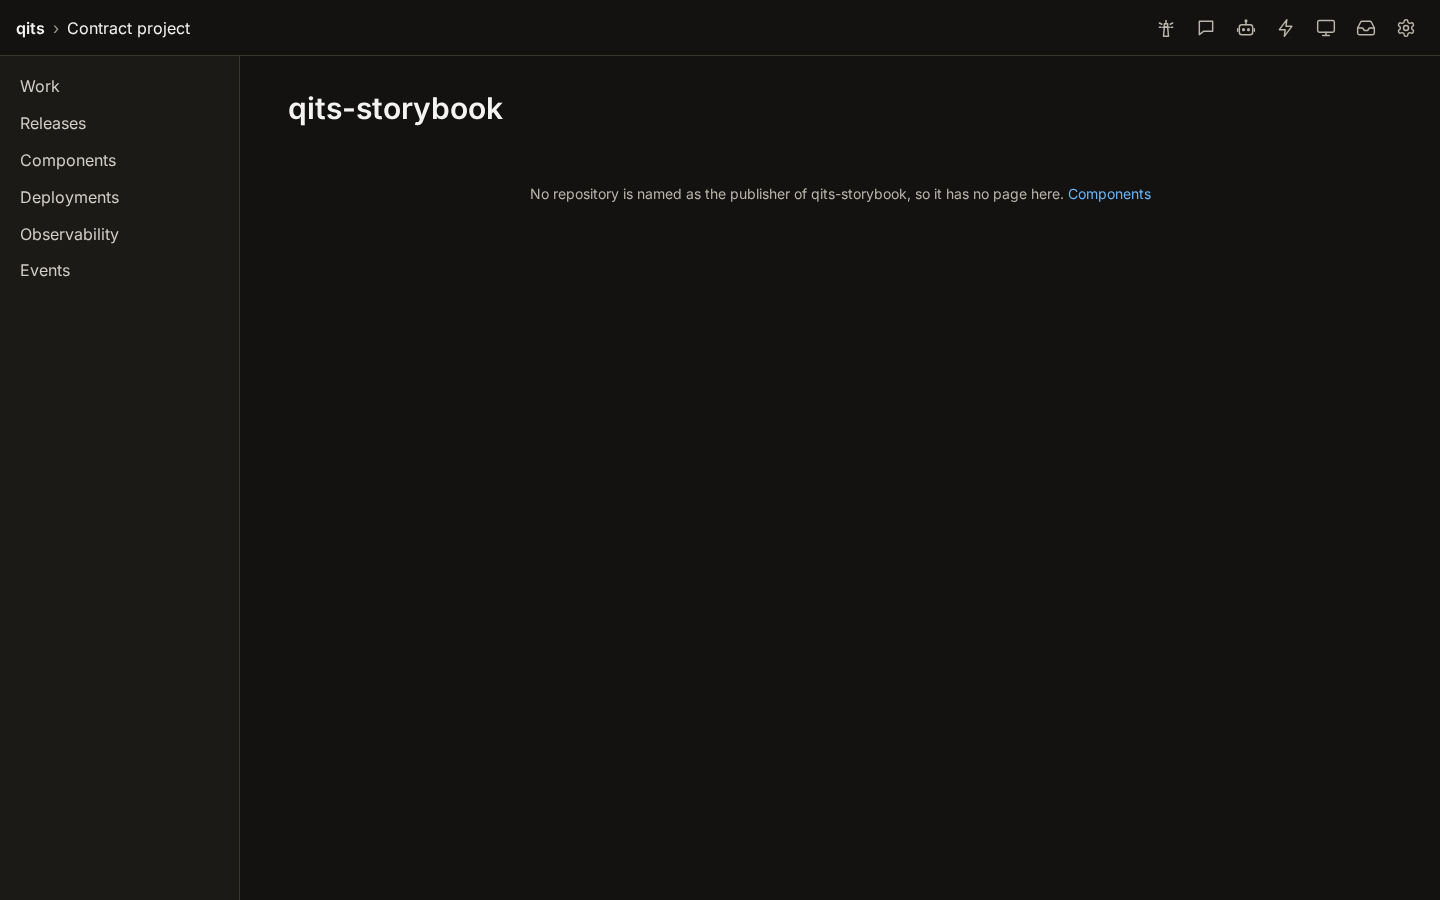 qits › Contract project
Work
Releases
Components
Deployments
Observability
Events
qits-storybook
No repository is named as the publisher of qits-storybook, so it has no page here. Components